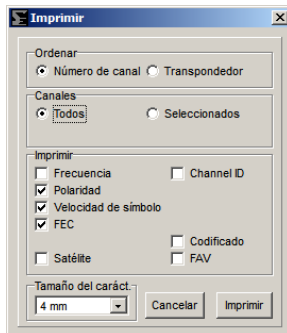 Imprimir
Ordenar
Número de canal Transpondedor
Canales
Todos Seleccionados
Imprimir
Frecuencia Channel ID
Polaridad
Velocidad de símbolo
FEC
Codificado
Satélite FAV
Tamaño del caráct.
4 mm Cancelar Imprimir